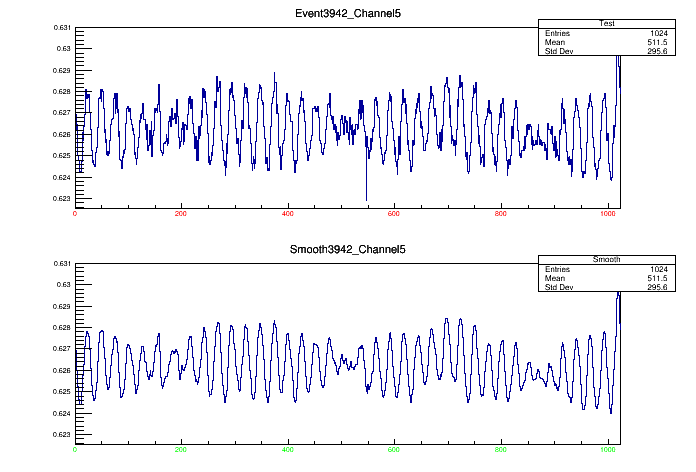 Event3942_Channel5
Test
Entries 1024
Mean 511.5
Std Dev 295.6
0.631
0.63
0.629
0.628
0.627
0.626
0.625
0.624
0.623
0 200 400 600 800 1000
Smooth3942_Channel5
Smooth
Entries 1024
Mean 511.5
Std Dev 295.6
0.631
0.63
0.629
0.628
0.627
0.626
0.625
0.624
0.623
0 200 400 600 800 1000